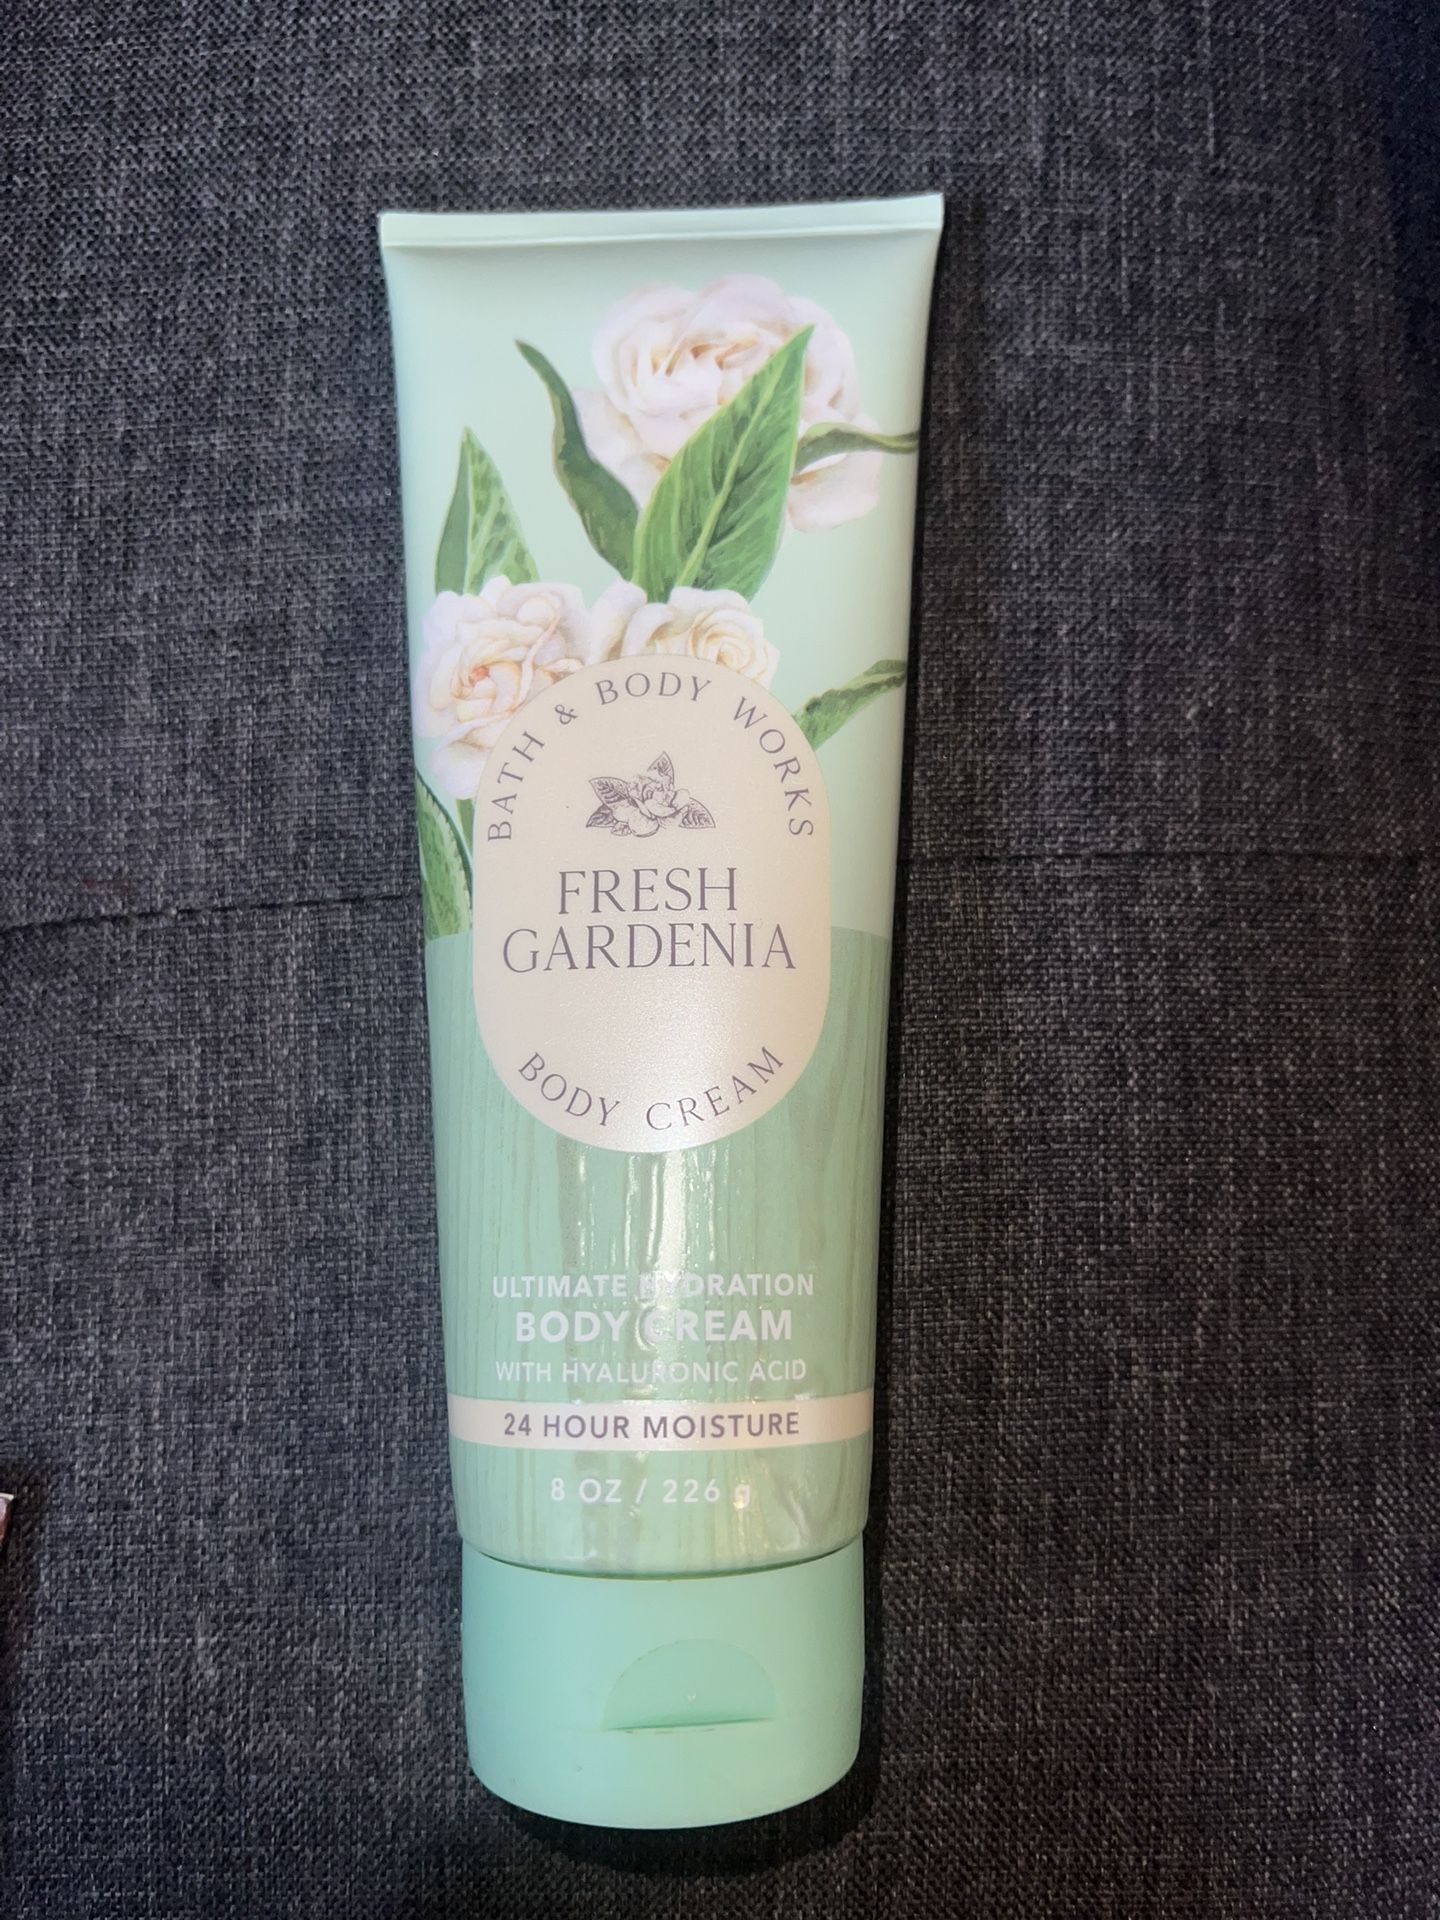 BATH & BODY WORKS
FRESH
GARDENIA
BODY CREAM
ULTIMATE HYDRATION
BODY CREAM
WITH HYALURONIC ACID
24 HOUR MOISTURE
8 OZ / 226 g